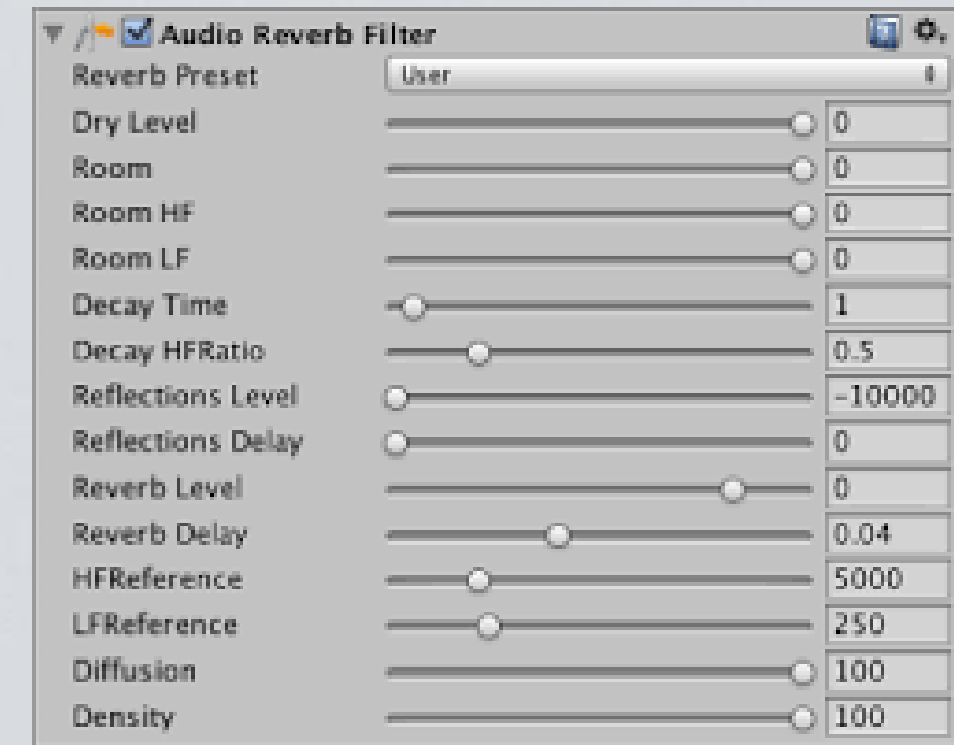 Audio Reverb Filter
Reverb Preset User
Dry Level 0
Room 0
Room HF 0
Room LF 0
Decay Time 1
Decay HFRatio 0.5
Reflections Level -10000
Reflections Delay 0
Reverb Level 0
Reverb Delay 0.04
HFReference 5000
LFReference 250
Diffusion 100
Density 100